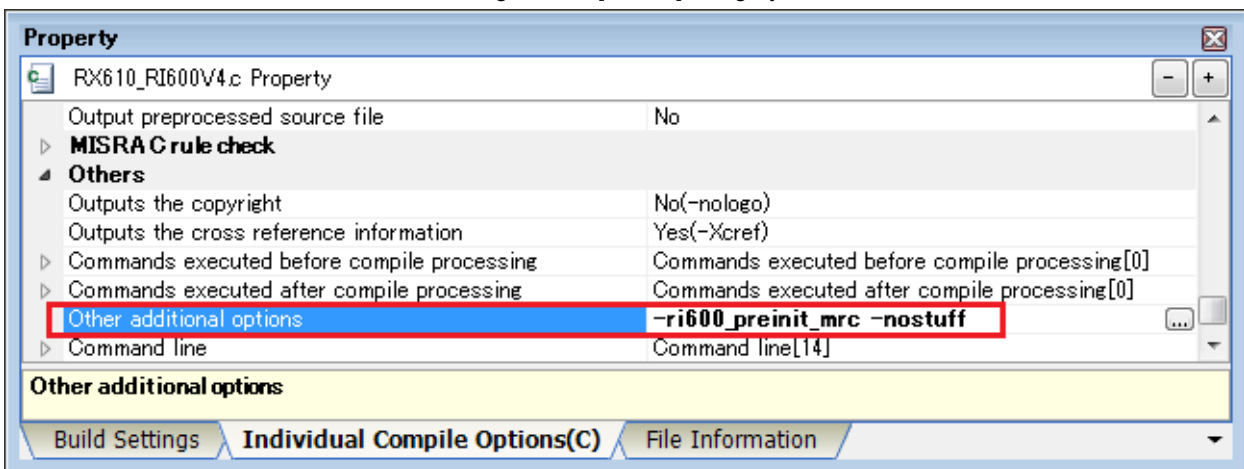 Property
RX610_RI600V4.c Property
- +
Output preprocessed source file No
MISRA C rule check
Others
Outputs the copyright No(-nologo)
Outputs the cross reference information Yes(-Xcref)
Commands executed before compile processing Commands executed before compile processing[0]
Commands executed after compile processing Commands executed after compile processing[0]
Other additional options -ri600_preinit_mrc -nostuff ...
Command line Command line[14]
Other additional options
Build Settings Individual Compile Options(C) File Information